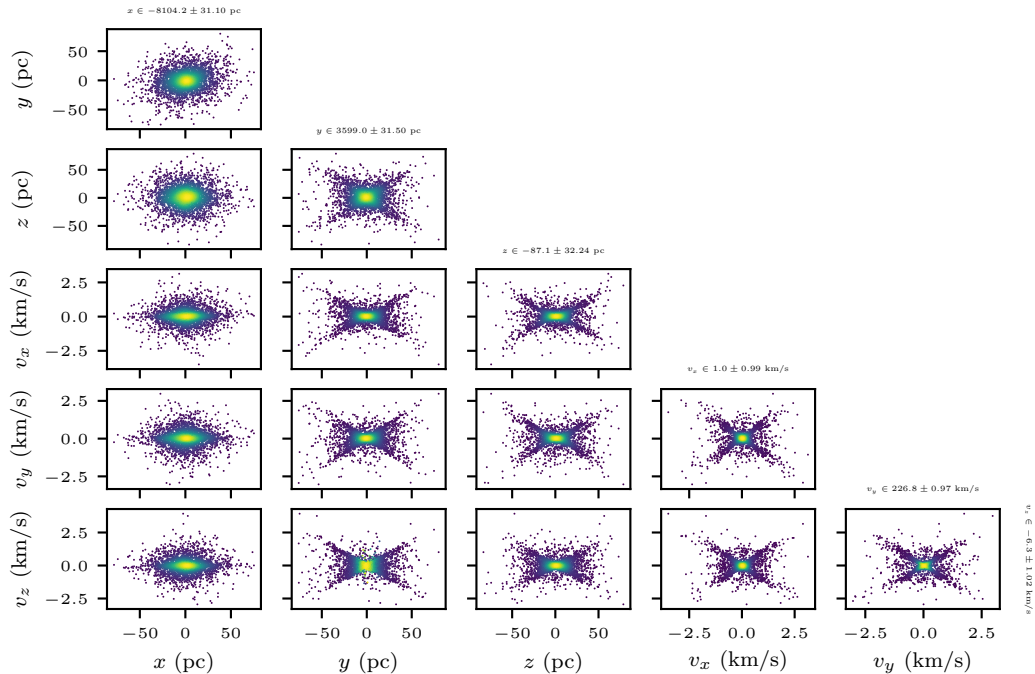 x ∈ −8104.2 ± 31.10 pc
50
0
−50
y (pc)
y ∈ 3599.0 ± 31.50 pc
50
0
−50
z (pc)
z ∈ −87.1 ± 32.24 pc
2.5
0.0
−2.5
v_x (km/s)
v_x ∈ 1.0 ± 0.99 km/s
2.5
0.0
−2.5
v_y (km/s)
v_y ∈ 226.8 ± 0.97 km/s
2.5
0.0
−2.5
v_z (km/s)
v_z ∈ −6.3 ± 1.02 km/s
−50 0 50 −50 0 50 −50 0 50 −2.5 0.0 2.5 −2.5 0.0 2.5
x (pc) y (pc) z (pc) v_x (km/s) v_y (km/s)